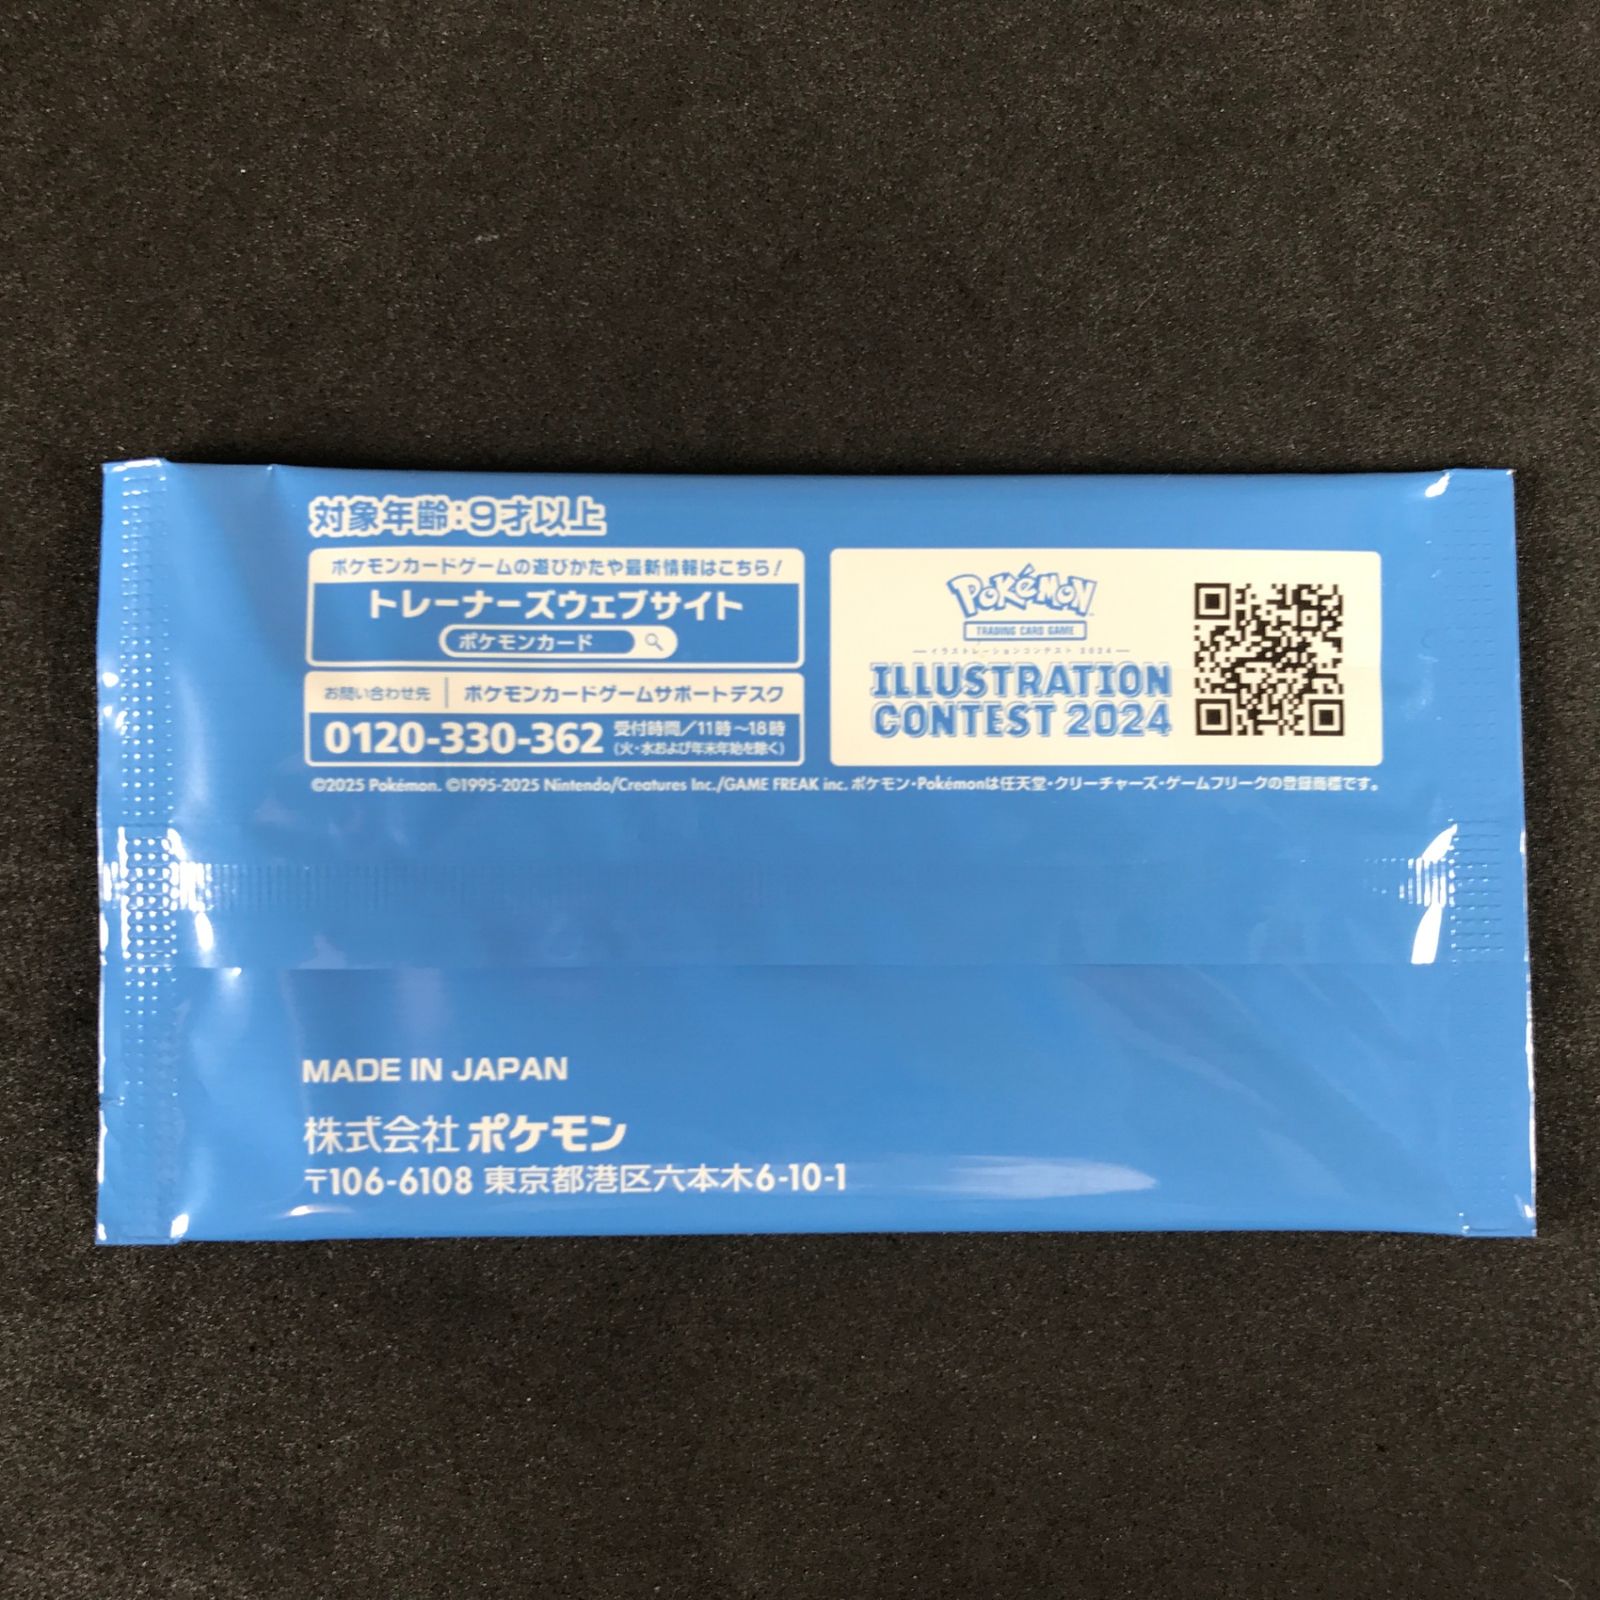 対象年齢：9才以上
ポケモンカードゲームの遊びかたや最新情報はこちら！
トレーナーズウェブサイト
ポケモンカード
お問い合わせ先 ポケモンカードゲームサポートデスク
0120-330-362 受付時間／11時～18時
(火・水および年末年始を除く)
Pokémon
TRADING CARD GAME
イラストレーションコンテスト 2024
ILLUSTRATION
CONTEST 2024
©2025 Pokémon. ©1995-2025 Nintendo/Creatures Inc./GAME FREAK inc. ポケモン・Pokémonは任天堂・クリーチャーズ・ゲームフリークの登録商標です。
MADE IN JAPAN
株式会社 ポケモン
〒106-6108 東京都港区六本木6-10-1